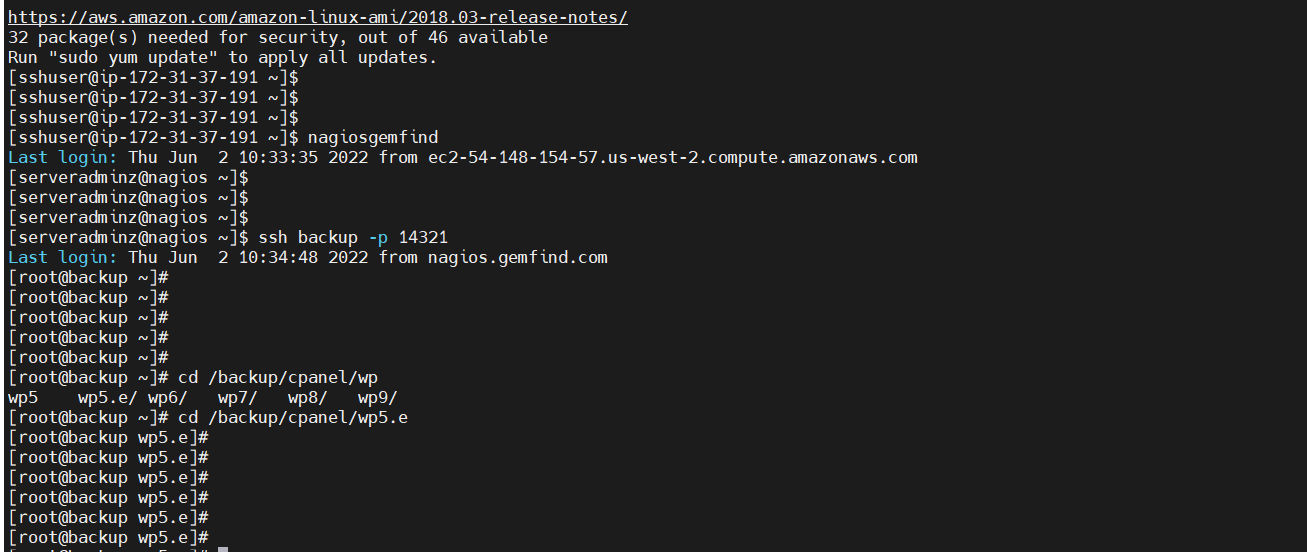 https://aws.amazon.com/amazon-linux-ami/2018.03-release-notes/
32 package(s) needed for security, out of 46 available
Run "sudo yum update" to apply all updates.
[sshuser@ip-172-31-37-191 ~]$
[sshuser@ip-172-31-37-191 ~]$
[sshuser@ip-172-31-37-191 ~]$
[sshuser@ip-172-31-37-191 ~]$ nagiosgemfind
Last login: Thu Jun  2 10:33:35 2022 from ec2-54-148-154-57.us-west-2.compute.amazonaws.com
[serveradminz@nagios ~]$
[serveradminz@nagios ~]$
[serveradminz@nagios ~]$
[serveradminz@nagios ~]$ ssh backup -p 14321
Last login: Thu Jun  2 10:34:48 2022 from nagios.gemfind.com
[root@backup ~]#
[root@backup ~]#
[root@backup ~]#
[root@backup ~]#
[root@backup ~]#
[root@backup ~]# cd /backup/cpanel/wp
wp5    wp5.e/ wp6/   wp7/   wp8/   wp9/
[root@backup ~]# cd /backup/cpanel/wp5.e
[root@backup wp5.e]#
[root@backup wp5.e]#
[root@backup wp5.e]#
[root@backup wp5.e]#
[root@backup wp5.e]#
[root@backup wp5.e]#
[root@backup wp5.e]#